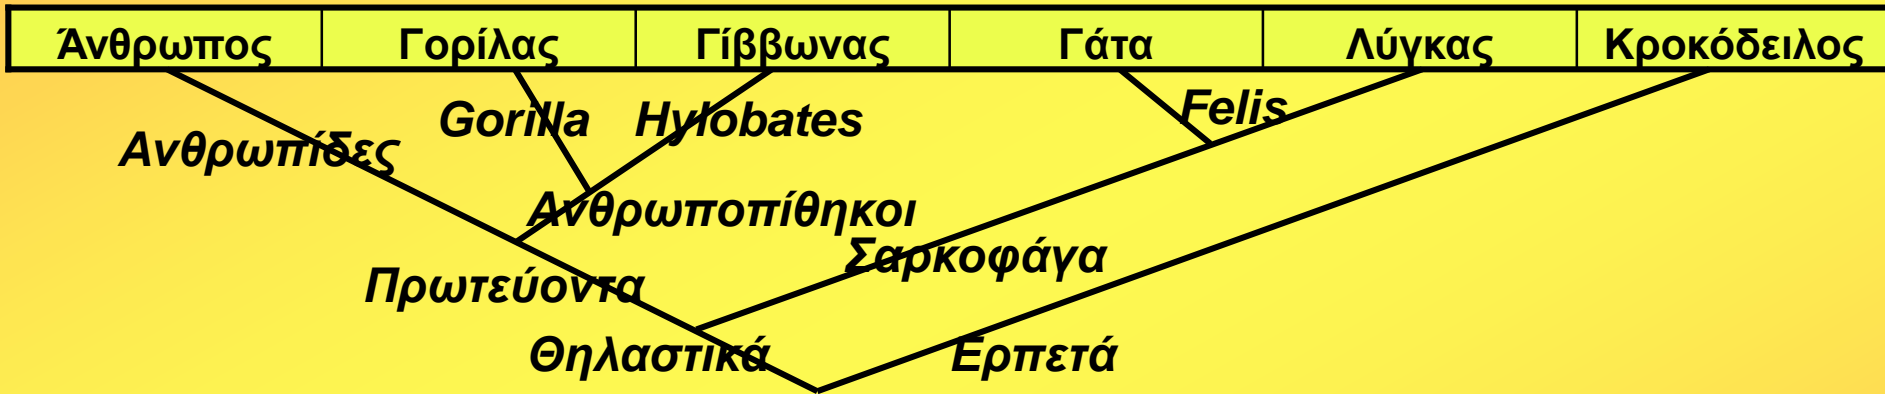 Άνθρωπος Γορίλας Γίββωνας Γάτα Λύγκας Κροκόδειλος
Gorilla Hylobates Felis
Ανθρωπίδες
Ανθρωποπίθηκοι
Σαρκοφάγα
Πρωτεύοντα
Θηλαστικά Ερπετά